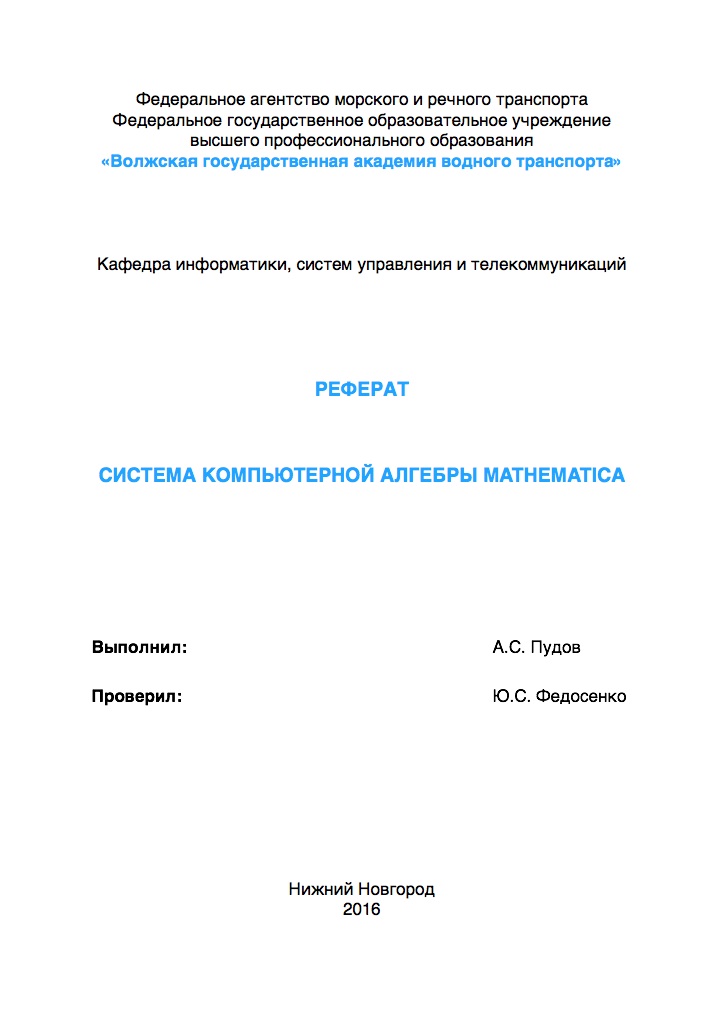 Федеральное агентство морского и речного транспорта
Федеральное государственное образовательное учреждение
высшего профессионального образования
«Волжская государственная академия водного транспорта»
Кафедра информатики, систем управления и телекоммуникаций
РЕФЕРАТ
СИСТЕМА КОМПЬЮТЕРНОЙ АЛГЕБРЫ MATHEMATICA
Выполнил: А.С. Пудов
Проверил: Ю.С. Федосенко
Нижний Новгород
2016